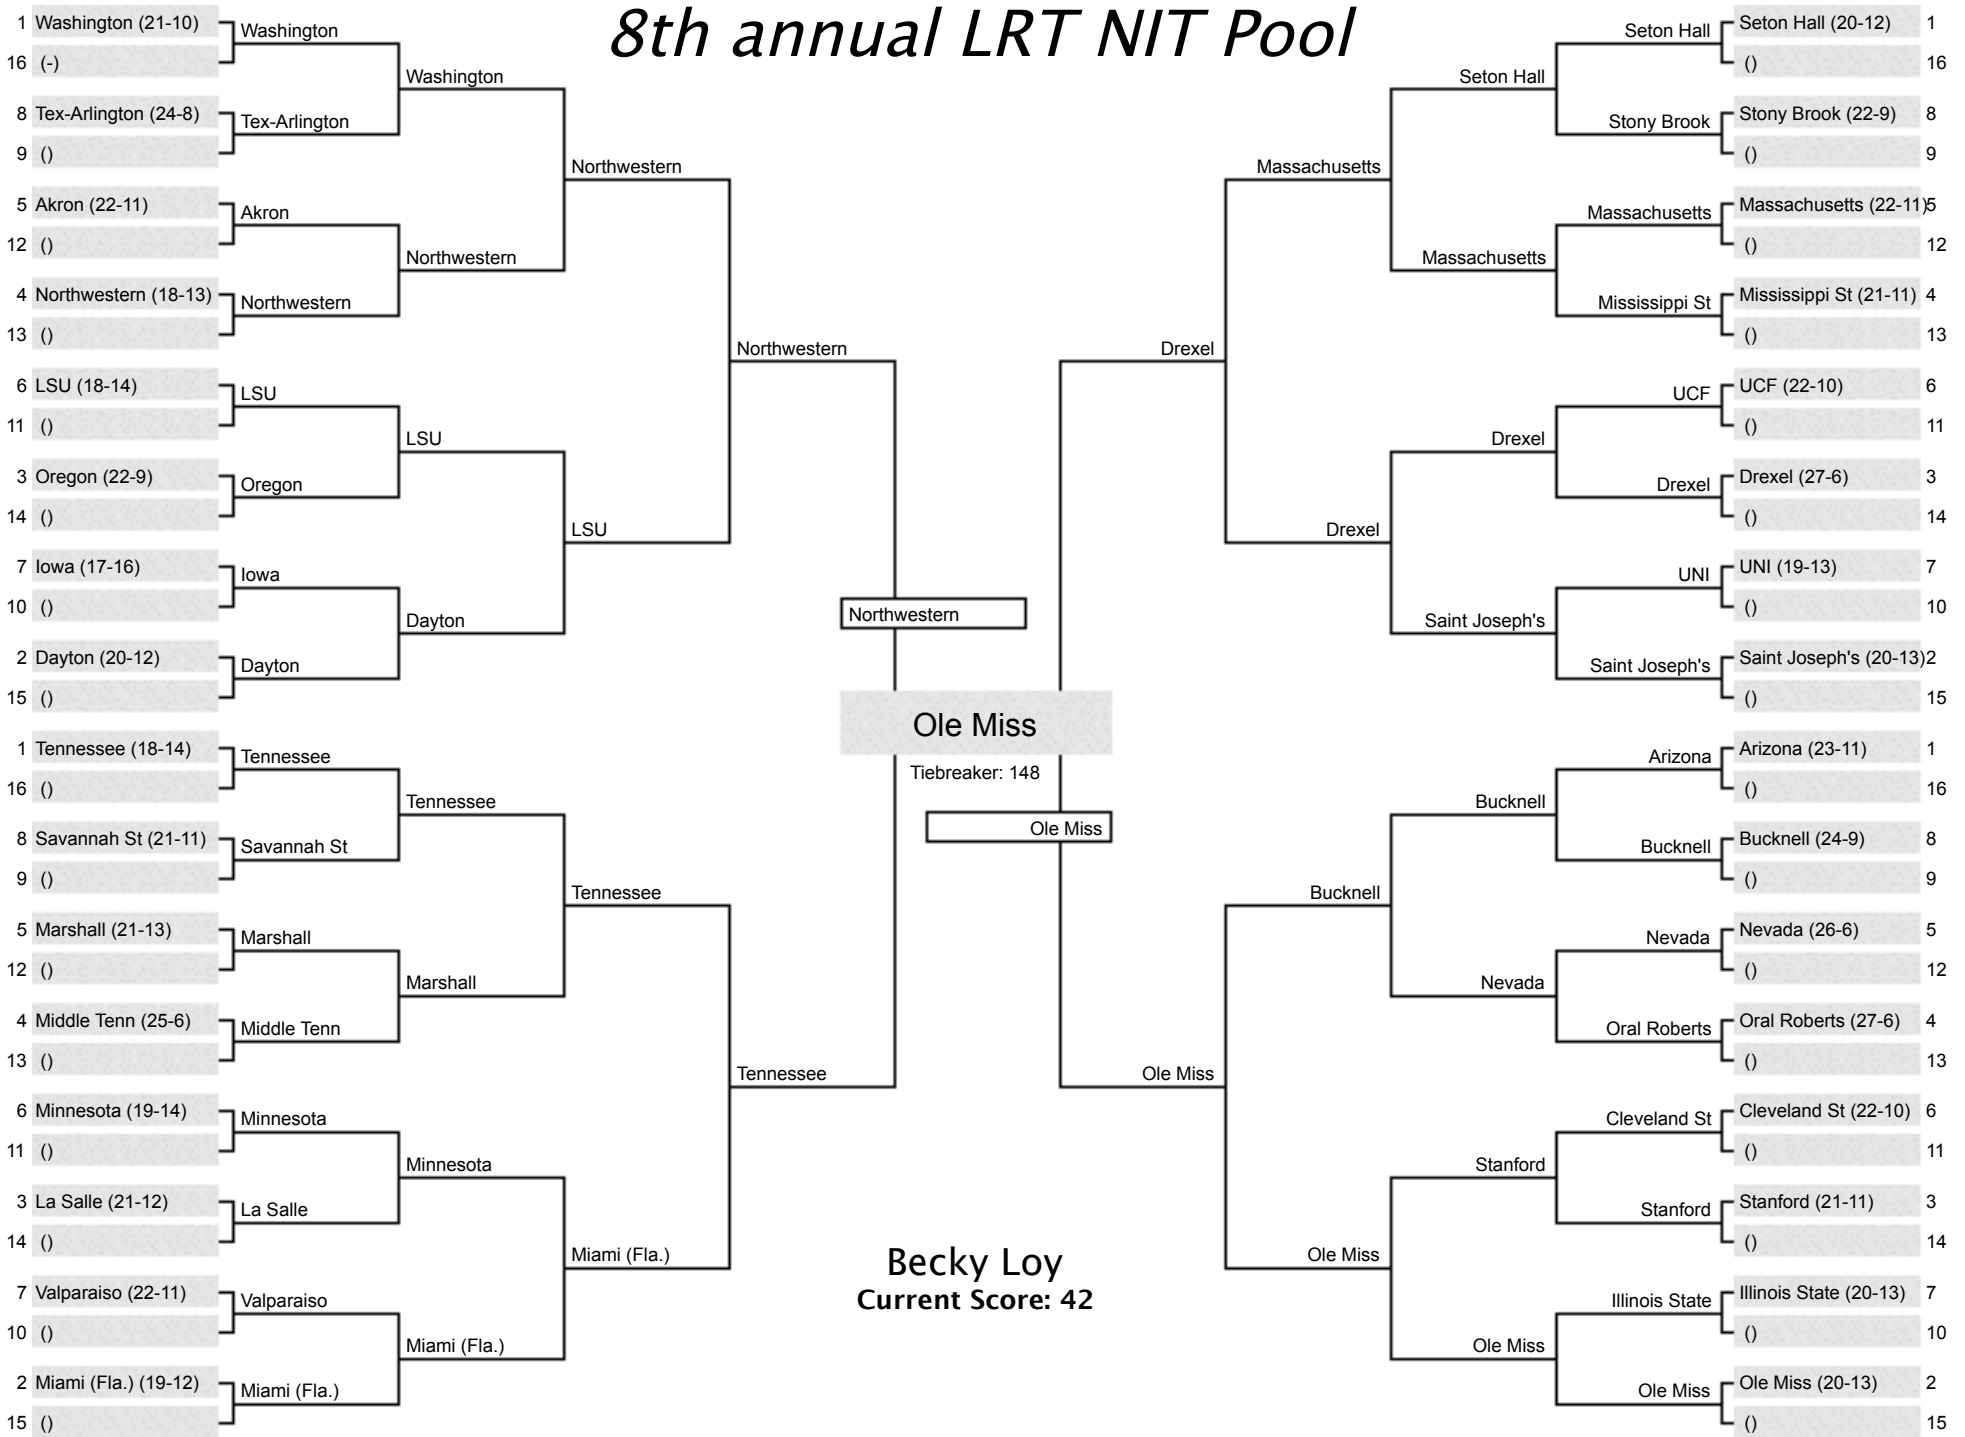 8th annual LRT NIT Pool
1 Washington (21-10)
16 (-)
8 Tex-Arlington (24-8)
9 ()
5 Akron (22-11)
12 ()
4 Northwestern (18-13)
13 ()
6 LSU (18-14)
11 ()
3 Oregon (22-9)
14 ()
7 Iowa (17-16)
10 ()
2 Dayton (20-12)
15 ()
1 Tennessee (18-14)
16 ()
8 Savannah St (21-11)
9 ()
5 Marshall (21-13)
12 ()
4 Middle Tenn (25-6)
13 ()
6 Minnesota (19-14)
11 ()
3 La Salle (21-12)
14 ()
7 Valparaiso (22-11)
10 ()
2 Miami (Fla.) (19-12)
15 ()
Washington
Tex-Arlington
Akron
Northwestern
LSU
Oregon
Iowa
Dayton
Tennessee
Savannah St
Marshall
Middle Tenn
Minnesota
La Salle
Valparaiso
Miami (Fla.)
Washington
Northwestern
LSU
Dayton
Tennessee
Marshall
Minnesota
Miami (Fla.)
Northwestern
LSU
Tennessee
Miami (Fla.)
Northwestern
Tennessee
Northwestern
Ole Miss
Tiebreaker: 148
Ole Miss
Becky Loy
Current Score: 42
Drexel
Ole Miss
Massachusetts
Drexel
Bucknell
Ole Miss
Seton Hall
Massachusetts
Drexel
Saint Joseph's
Bucknell
Nevada
Stanford
Ole Miss
Seton Hall
Stony Brook
Massachusetts
Mississippi St
UCF
Drexel
UNI
Saint Joseph's
Arizona
Bucknell
Nevada
Oral Roberts
Cleveland St
Stanford
Illinois State
Ole Miss
Seton Hall (20-12) 1
() 16
Stony Brook (22-9) 8
() 9
Massachusetts (22-11) 5
() 12
Mississippi St (21-11) 4
() 13
UCF (22-10) 6
() 11
Drexel (27-6) 3
() 14
UNI (19-13) 7
() 10
Saint Joseph's (20-13) 2
() 15
Arizona (23-11) 1
() 16
Bucknell (24-9) 8
() 9
Nevada (26-6) 5
() 12
Oral Roberts (27-6) 4
() 13
Cleveland St (22-10) 6
() 11
Stanford (21-11) 3
() 14
Illinois State (20-13) 7
() 10
Ole Miss (20-13) 2
() 15